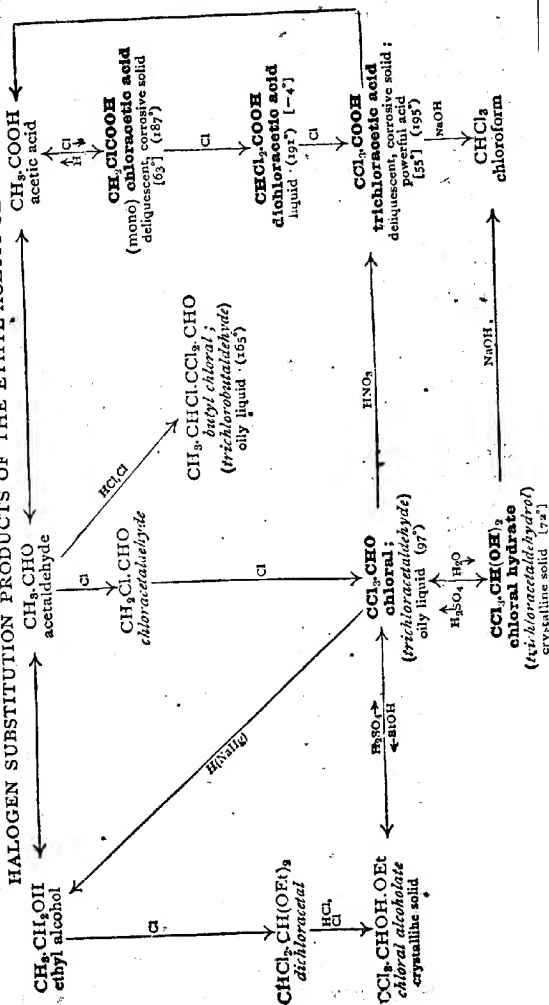 HALOGEN SUBSTITUTION PRODUCTS OF THE ETHYL
CH₃.CH₂OH
ethyl alcohol
Cl
CHCl₂.CH(OEt)₂
dichloracetal
HCl,
Cl
CCl₃.CHOH.OEt
chloral alcoholate
crystalline solid
CH₃.CHO
acetaldehyde
Cl
CH₂Cl.CHO
chloracetaldehyde
Cl
HCl,Cl
CH₃.CHCl.CCl₂.CHO
butyl chloral;
(trichlorobutaldehyde)
oily liquid (165°)
H(NaHg)
CCl₃.CHO
chloral;
(trichloracetaldehyde)
oily liquid (97°)
H₂SO₄
EtOH
H₂SO₄ H₂O
CCl₃.CH(OH)₂
chloral hydrate
(trichloracetaldehydrol)
crystalline solid [72°]
HNO₃
NaOH
CH₃.COOH
acetic acid
H Cl
CH₂ClCOOH
(mono) chloracetic acid
deliquescent, corrosive solid
[63°] (187°)
Cl
CHCl₂.COOH
dichloracetic acid
liquid (191°) [-4°]
Cl
CCl₃.COOH
trichloracetic acid
deliquescent, corrosive solid;
powerful acid
[55°] (195°)
NaOH
CHCl₃
chloroform